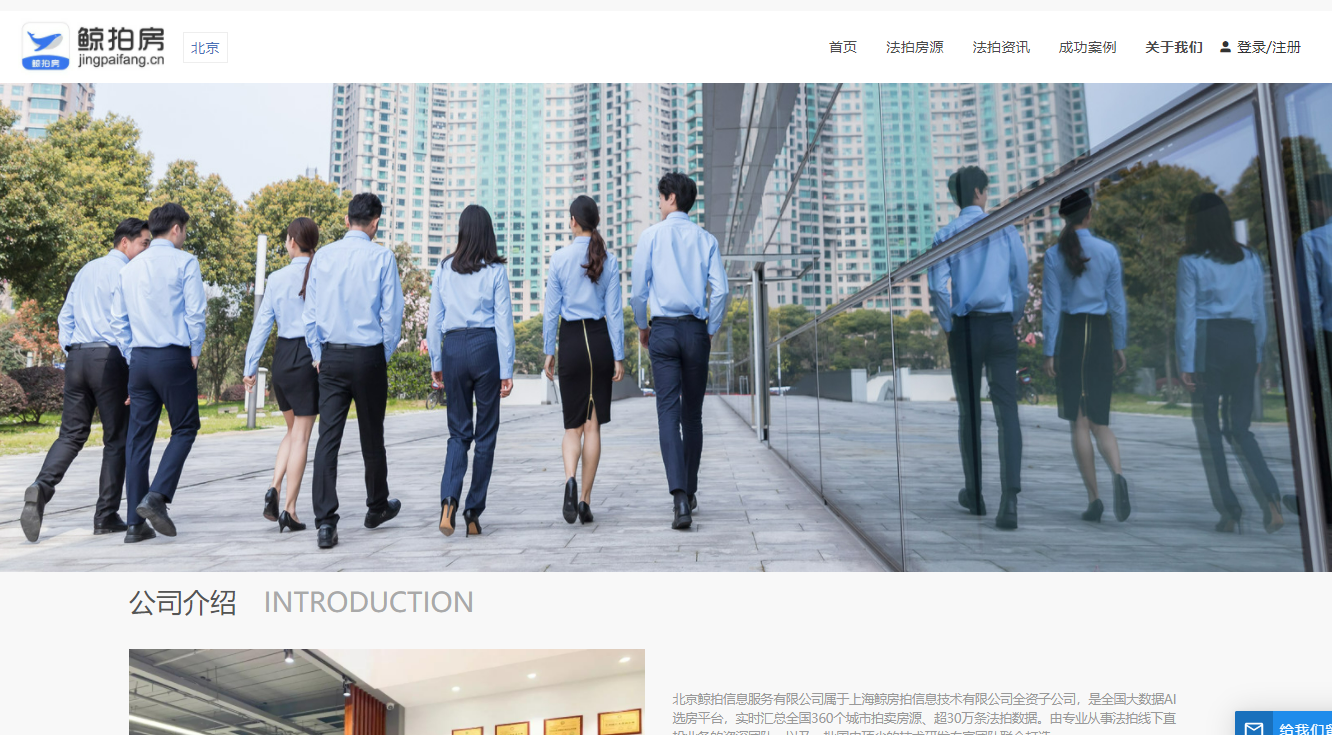 鲸拍房
jingpaifang.cn
鲸拍房
北京
首页 法拍房源 法拍资讯 成功案例 关于我们 登录/注册
公司介绍 INTRODUCTION
北京鲸拍信息服务有限公司属于上海鲸房拍信息技术有限公司全资子公司，是全国大数据AI
选房平台，实时汇总全国360个城市拍卖房源、超30万条法拍数据。由专业从事法拍线下直
给我们